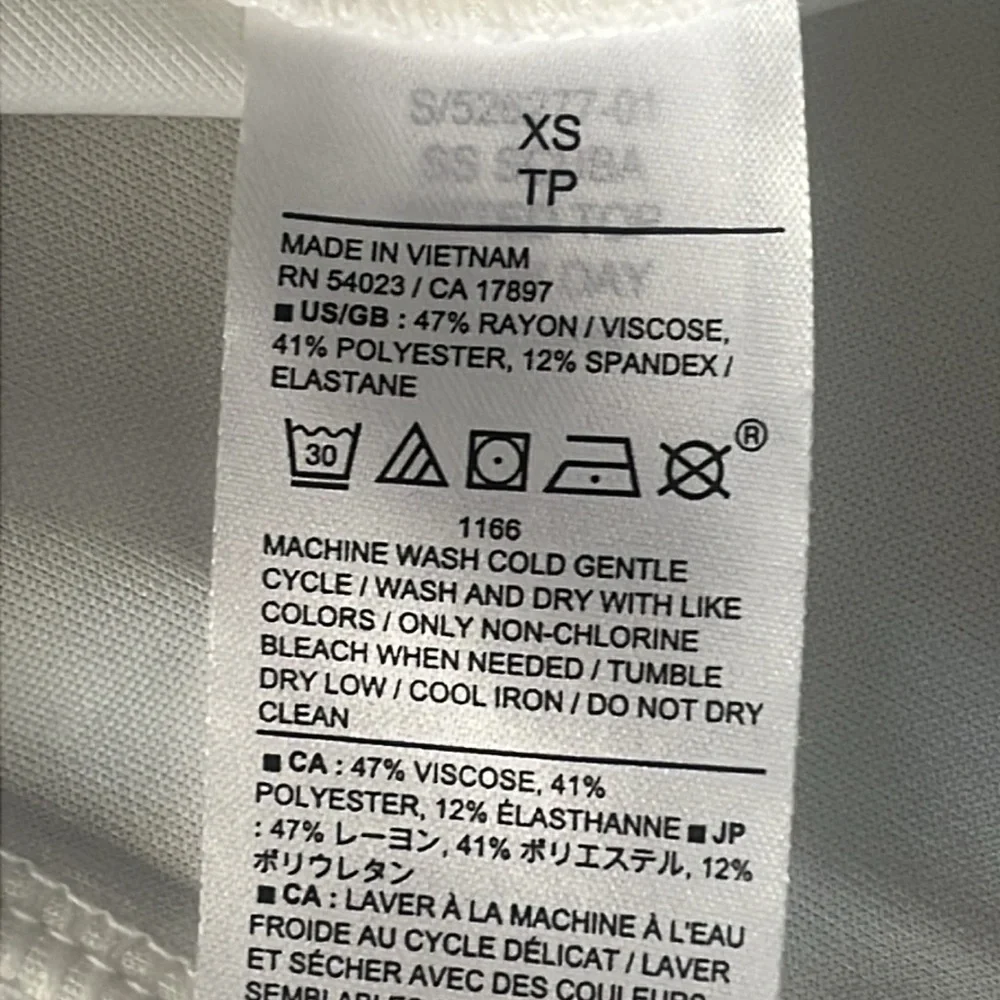 XS
TP
MADE IN VIETNAM
RN 54023 / CA 17897
■ US/GB : 47% RAYON / VISCOSE,
41% POLYESTER, 12% SPANDEX /
ELASTANE
30
®
1166
MACHINE WASH COLD GENTLE
CYCLE / WASH AND DRY WITH LIKE
COLORS / ONLY NON-CHLORINE
BLEACH WHEN NEEDED / TUMBLE
DRY LOW / COOL IRON / DO NOT DRY
CLEAN
■ CA : 47% VISCOSE, 41%
POLYESTER, 12% ÉLASTHANNE ■ JP
: 47% レーヨン, 41% ポリエステル, 12%
ポリウレタン
■ CA : LAVER À LA MACHINE À L'EAU
FROIDE AU CYCLE DÉLICAT / LAVER
ET SÉCHER AVEC DES COULEURS